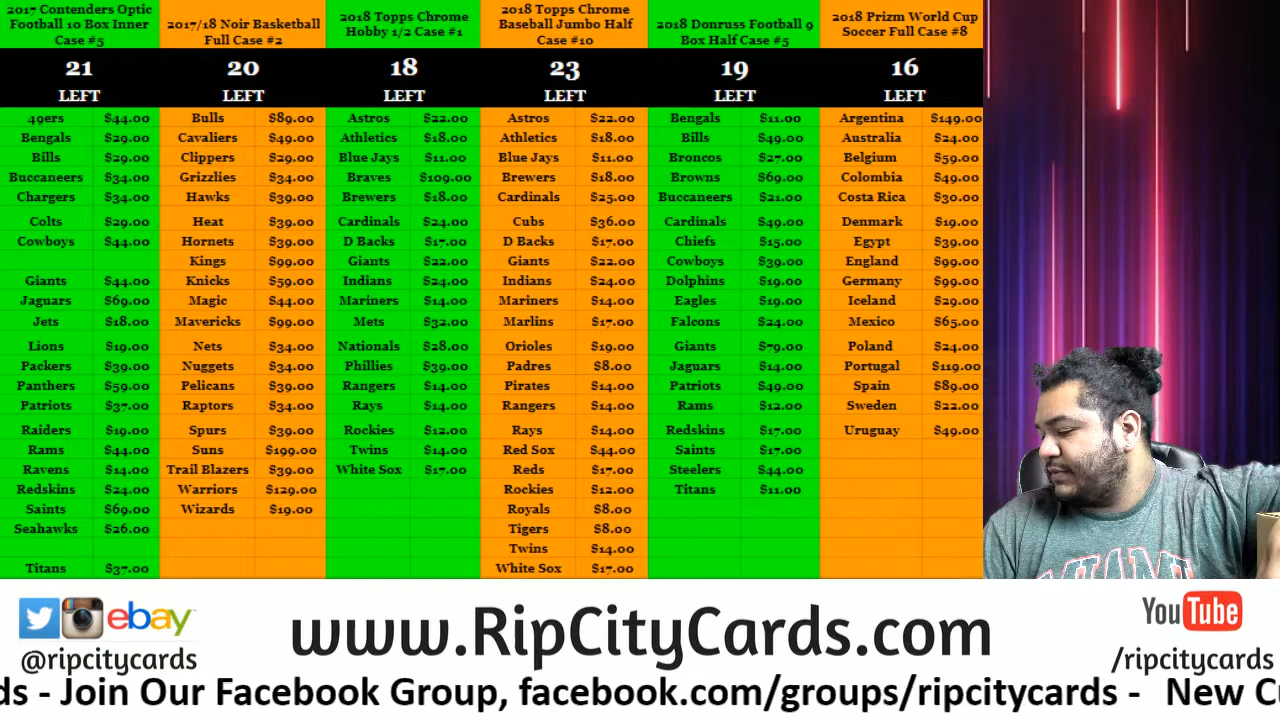 2017 Contenders Optic
Football 10 Box Inner
Case #5
21
LEFT
49ers $44.00
Bengals $29.00
Bills $29.00
Buccaneers $34.00
Chargers $34.00
Colts $29.00
Cowboys $44.00
Giants $44.00
Jaguars $69.00
Jets $18.00
Lions $19.00
Packers $39.00
Panthers $59.00
Patriots $37.00
Raiders $19.00
Rams $44.00
Ravens $14.00
Redskins $24.00
Saints $69.00
Seahawks $26.00
Titans $37.00
2017/18 Noir Basketball
Full Case #2
20
LEFT
Bulls $89.00
Cavaliers $49.00
Clippers $29.00
Grizzlies $34.00
Hawks $39.00
Heat $39.00
Hornets $39.00
Kings $99.00
Knicks $59.00
Magic $44.00
Mavericks $99.00
Nets $34.00
Nuggets $34.00
Pelicans $39.00
Raptors $34.00
Spurs $39.00
Suns $199.00
Trail Blazers $39.00
Warriors $129.00
Wizards $19.00
2018 Topps Chrome
Hobby 1/2 Case #1
18
LEFT
Astros $22.00
Athletics $18.00
Blue Jays $11.00
Braves $109.00
Brewers $18.00
Cardinals $24.00
D Backs $17.00
Giants $22.00
Indians $24.00
Mariners $14.00
Mets $32.00
Nationals $28.00
Phillies $39.00
Rangers $14.00
Rays $14.00
Rockies $12.00
Twins $14.00
White Sox $17.00
2018 Topps Chrome
Baseball Jumbo Half
Case #10
23
LEFT
Astros $22.00
Athletics $18.00
Blue Jays $11.00
Brewers $18.00
Cardinals $25.00
Cubs $36.00
D Backs $17.00
Giants $22.00
Indians $24.00
Mariners $14.00
Marlins $17.00
Orioles $19.00
Padres $8.00
Pirates $14.00
Rangers $14.00
Rays $14.00
Red Sox $44.00
Reds $17.00
Rockies $12.00
Royals $8.00
Tigers $8.00
Twins $14.00
White Sox $17.00
2018 Donruss Football 9
Box Half Case #5
19
LEFT
Bengals $11.00
Bills $49.00
Broncos $27.00
Browns $69.00
Buccaneers $21.00
Cardinals $49.00
Chiefs $15.00
Cowboys $39.00
Dolphins $19.00
Eagles $19.00
Falcons $24.00
Giants $79.00
Jaguars $14.00
Patriots $49.00
Rams $12.00
Redskins $17.00
Saints $17.00
Steelers $44.00
Titans $11.00
2018 Prizm World Cup
Soccer Full Case #8
16
LEFT
Argentina $149.00
Australia $24.00
Belgium $59.00
Colombia $49.00
Costa Rica $30.00
Denmark $19.00
Egypt $39.00
England $99.00
Germany $99.00
Iceland $29.00
Mexico $65.00
Poland $24.00
Portugal $119.00
Spain $89.00
Sweden $22.00
Uruguay $49.00
MIAMI
ebay
@ripcitycards
www.RipCityCards.com
YouTube
/ripcitycards
ds - Join Our Facebook Group, facebook.com/groups/ripcitycards - New C